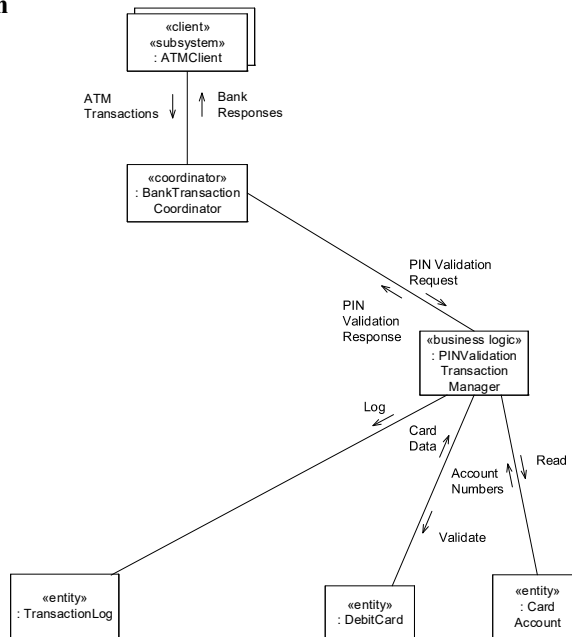 n
«client»
«subsystem»
: ATMClient
ATM
Transactions
Bank
Responses
«coordinator»
: BankTransaction
Coordinator
PIN Validation
Request
PIN
Validation
Response
«business logic»
: PINValidation
Transaction
Manager
Log
Card
Data
Account
Numbers
Read
Validate
«entity»
: TransactionLog
«entity»
: DebitCard
«entity»
: Card
Account